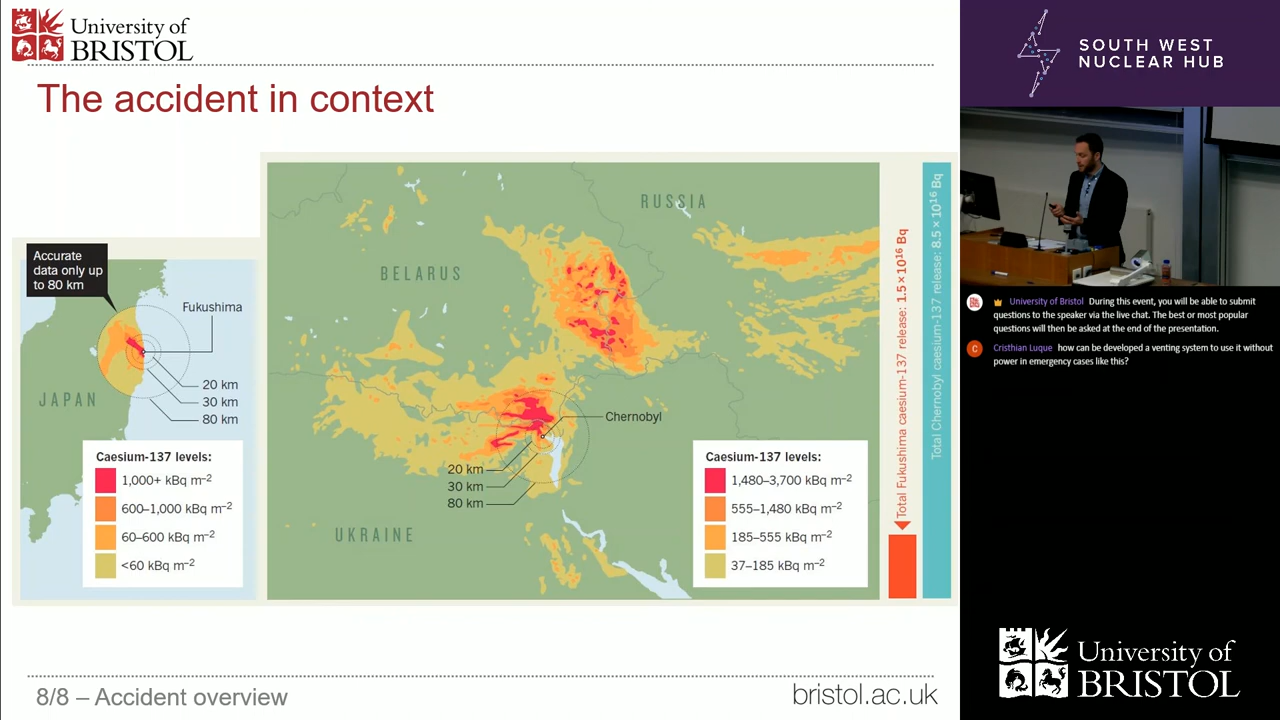 University of
BRISTOL
The accident in context
Accurate
data only up
to 80 km
Fukushima
JAPAN
20 km
30 km
80 km
Caesium-137 levels:
1,000+ kBq m⁻²
600–1,000 kBq m⁻²
60–600 kBq m⁻²
<60 kBq m⁻²
RUSSIA
BELARUS
Chernobyl
20 km
30 km
80 km
UKRAINE
Caesium-137 levels:
1,480–3,700 kBq m⁻²
555–1,480 kBq m⁻²
185–555 kBq m⁻²
37–185 kBq m⁻²
Total Fukushima caesium-137 release: 1.5 × 10¹⁶ Bq
Total Chernobyl caesium-137 release: 8.5 × 10¹⁶ Bq
8/8 – Accident overview
bristol.ac.uk
SOUTH WEST
NUCLEAR HUB
University of Bristol During this event, you will be able to submit
questions to the speaker via the live chat. The best or most popular
questions will then be asked at the end of the presentation.
C
Cristhian Luque how can be developed a venting system to use it without
power in emergency cases like this?
University of
BRISTOL